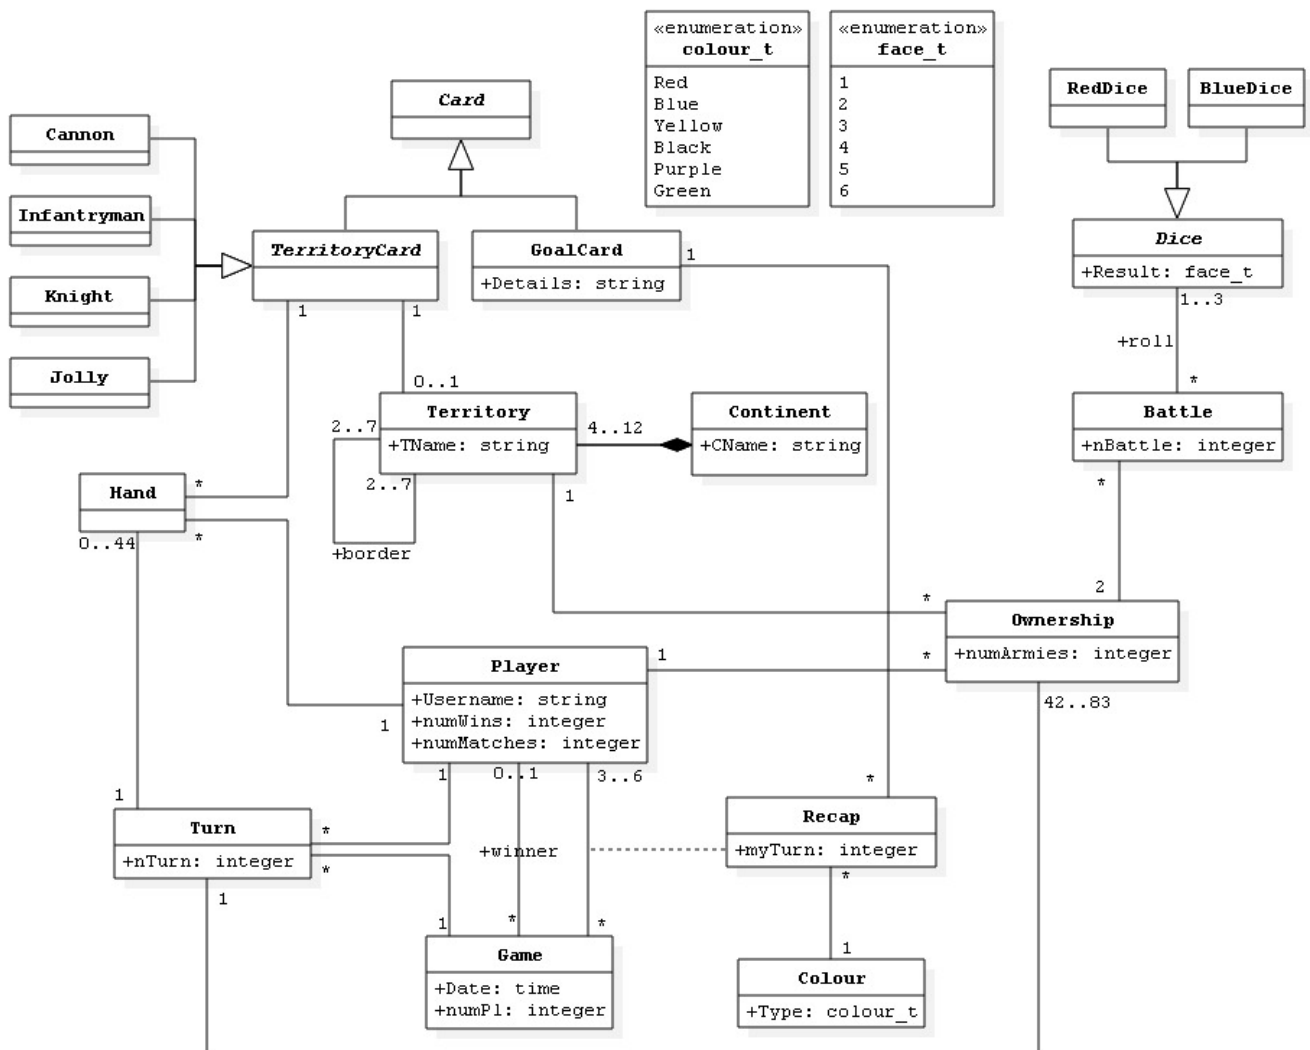 «enumeration»
colour_t
Red
Blue
Yellow
Black
Purple
Green
«enumeration»
face_t
1
2
3
4
5
6
RedDice
BlueDice
Card
Cannon
Infantryman
Knight
Jolly
TerritoryCard
1
1
GoalCard
+Details: string
1
Dice
+Result: face_t
1..3
+roll
*
0..1
Territory
+TName: string
2..7
2..7
+border
4..12
1
Continent
+CName: string
Battle
+nBattle: integer
*
2
Hand
*
*
0..44
Ownership
+numArmies: integer
*
*
42..83
Player
+Username: string
+numWins: integer
+numMatches: integer
1
1
1
0..1
3..6
1
Turn
+nTurn: integer
*
*
1
+winner
*
Recap
+myTurn: integer
*
1
*
*
Game
+Date: time
+numPl: integer
1
Colour
+Type: colour_t